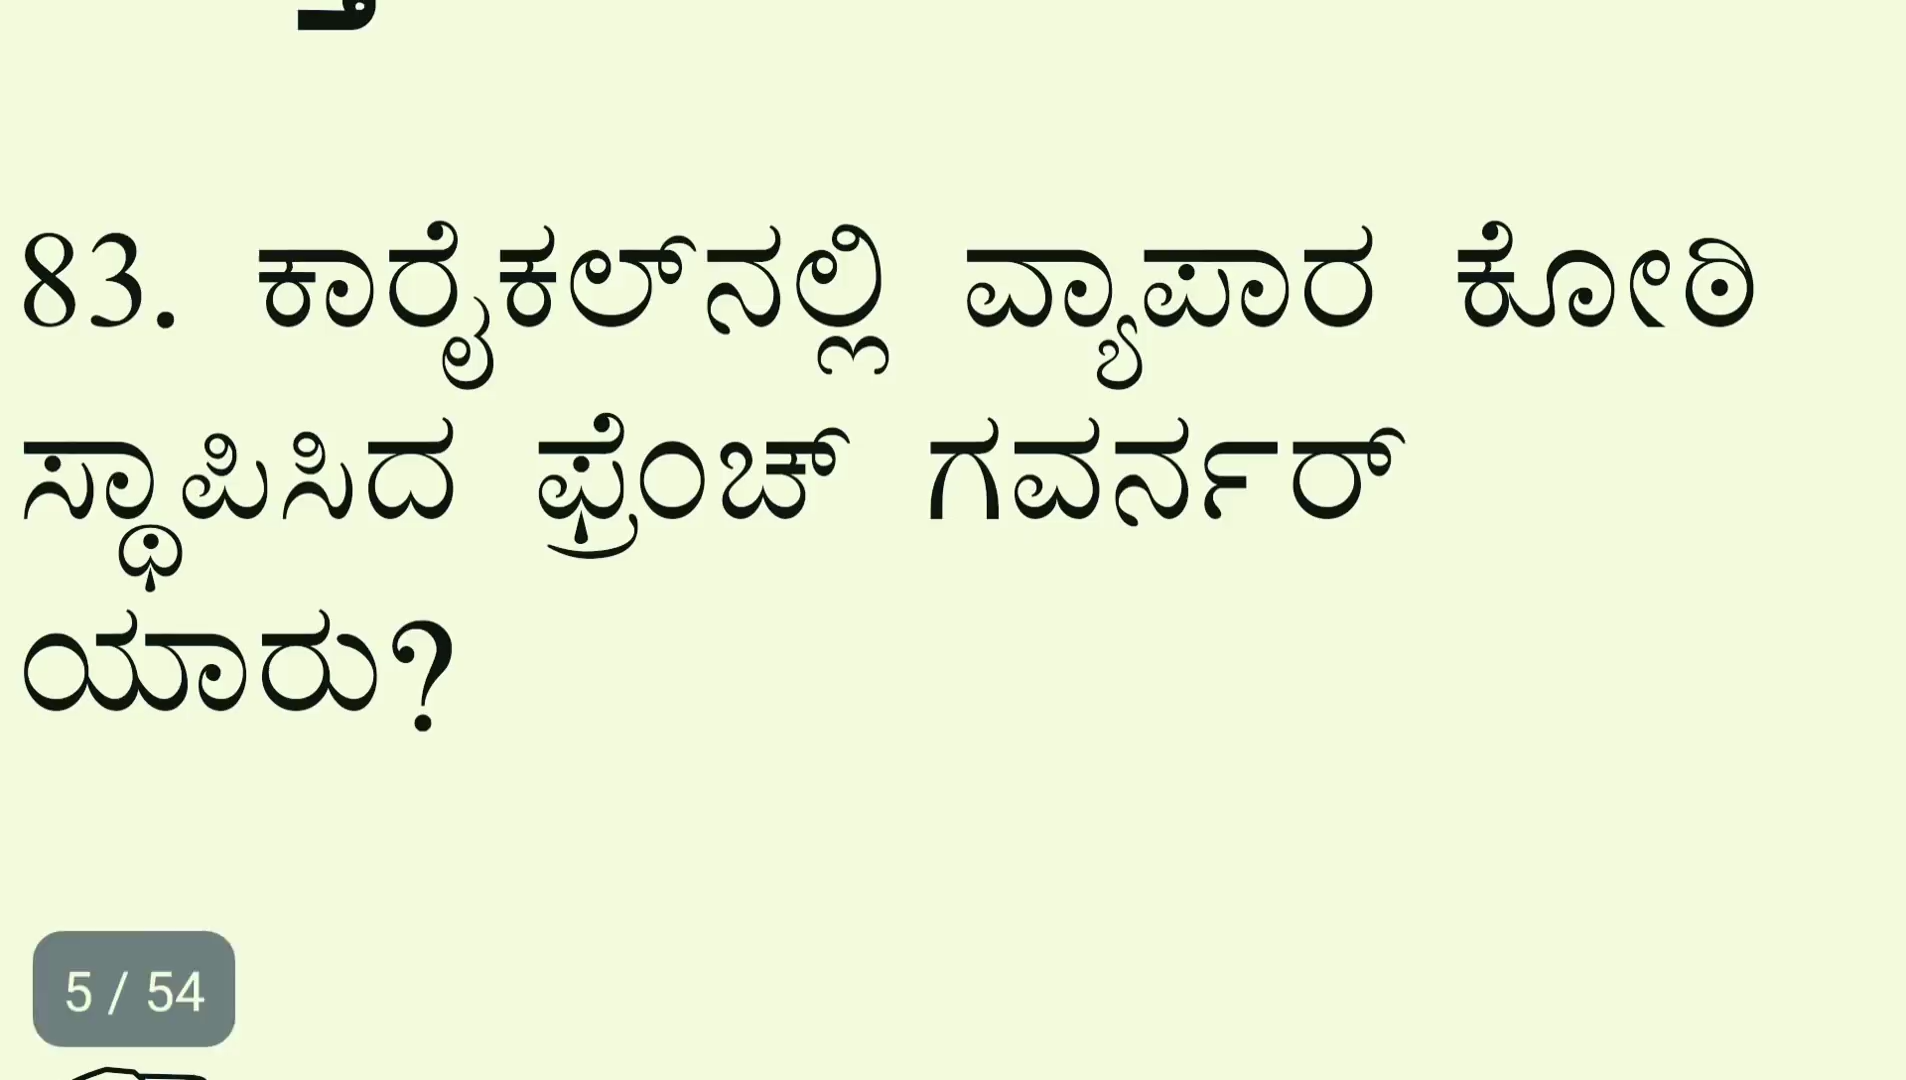 83. ಕಾರೈಕಲ್‌ನಲ್ಲಿ ವ್ಯಾಪಾರ ಕೋಠಿ
ಸ್ಥಾಪಿಸಿದ ಫ್ರೆಂಚ್ ಗವರ್ನರ್
ಯಾರು?
5 / 54